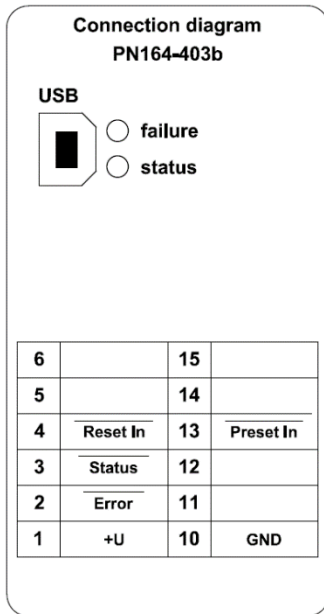 Connection diagram
PN164-403b
USB
failure
status
6 15
5 14
4 Reset In 13 Preset In
3 Status 12
2 Error 11
1 +U 10 GND